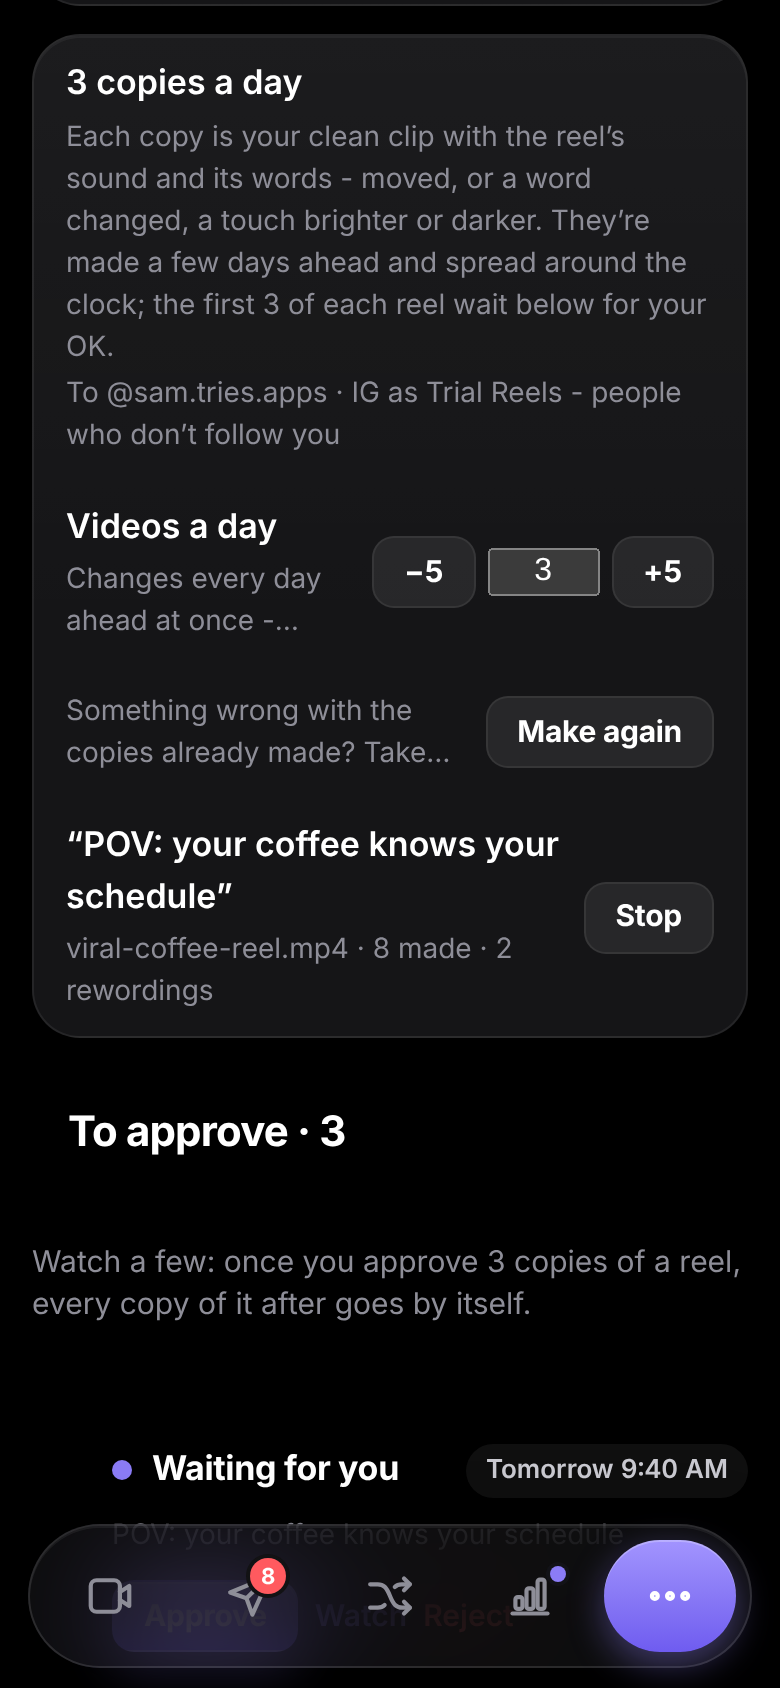 3 copies a day
Each copy is your clean clip with the reel’s
sound and its words - moved, or a word
changed, a touch brighter or darker. They’re
made a few days ahead and spread around the
clock; the first 3 of each reel wait below for your
OK.
To @sam.tries.apps · IG as Trial Reels - people
who don’t follow you
Videos a day
Changes every day
ahead at once -...
−5
3
+5
Something wrong with the
copies already made? Take...
Make again
“POV: your coffee knows your
schedule”
viral-coffee-reel.mp4 · 8 made · 2
rewordings
Stop
To approve · 3
Watch a few: once you approve 3 copies of a reel,
every copy of it after goes by itself.
Waiting for you
Tomorrow 9:40 AM
POV: your coffee knows your schedule
Approve
Watch
Reject
8